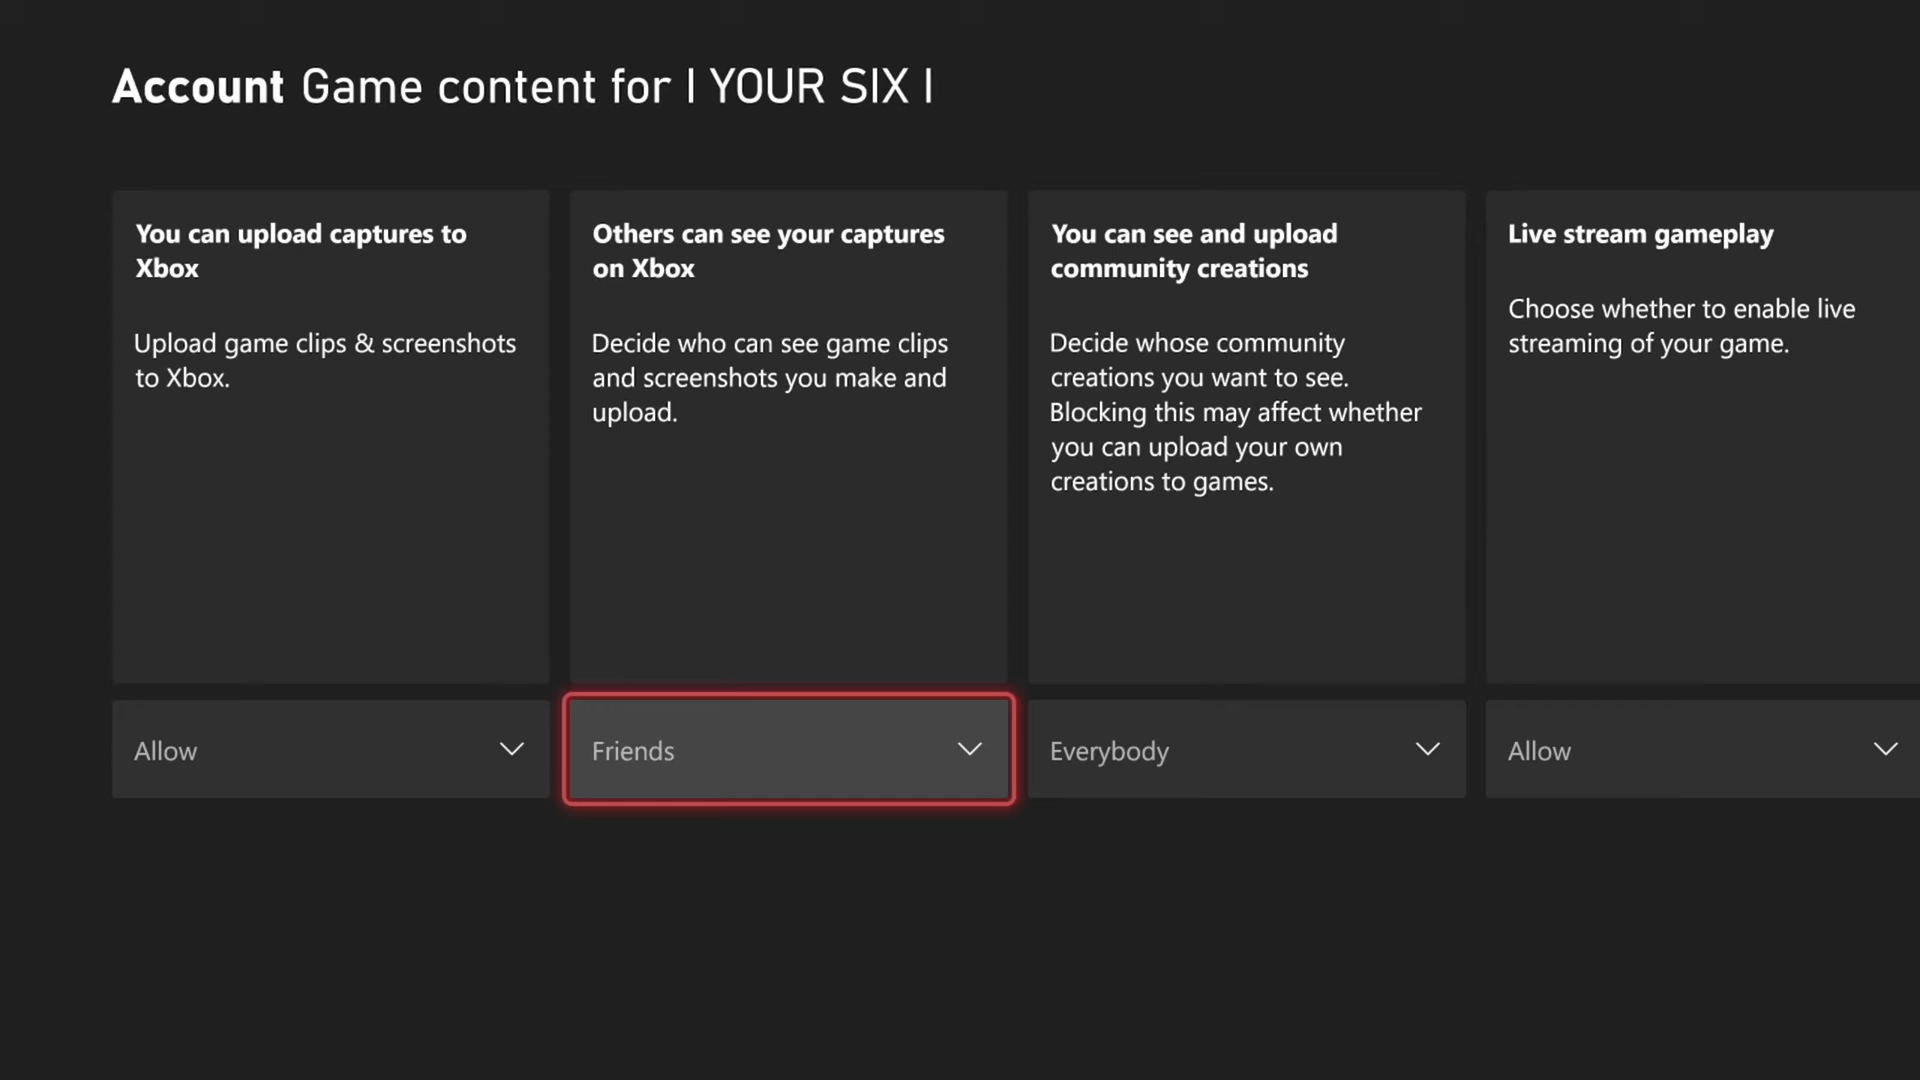 Account Game content for I YOUR SIX I
You can upload captures to
Xbox
Upload game clips & screenshots
to Xbox.
Allow
Others can see your captures
on Xbox
Decide who can see game clips
and screenshots you make and
upload.
Friends
You can see and upload
community creations
Decide whose community
creations you want to see.
Blocking this may affect whether
you can upload your own
creations to games.
Everybody
Live stream gameplay
Choose whether to enable live
streaming of your game.
Allow